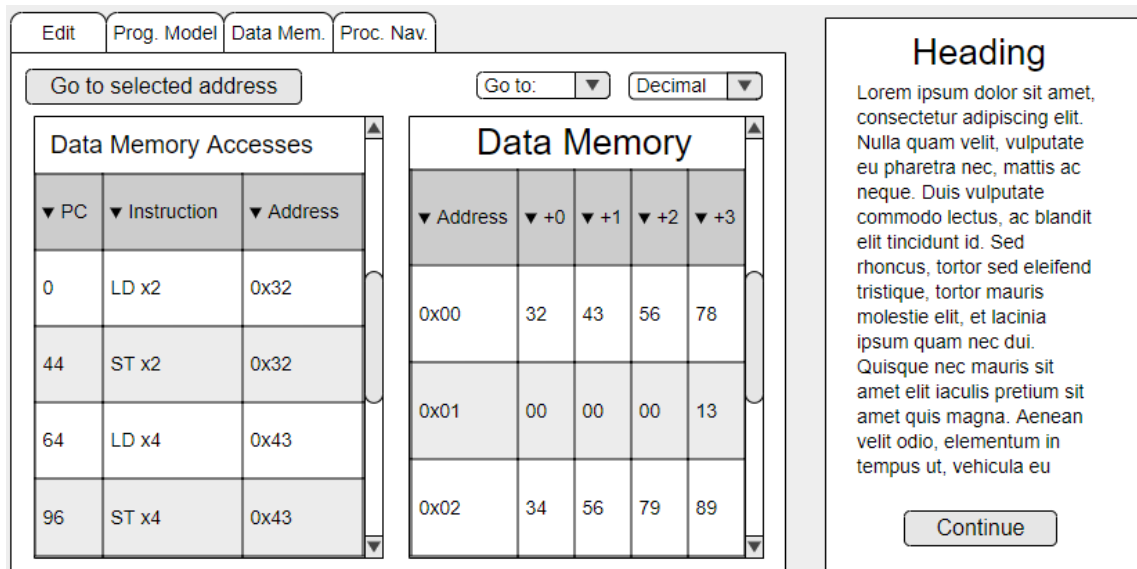 Edit Prog. Model Data Mem. Proc. Nav.
Go to selected address Go to: ▼ Decimal ▼
Data Memory Accesses
▼ PC ▼ Instruction ▼ Address
0 LD x2 0x32
44 ST x2 0x32
64 LD x4 0x43
96 ST x4 0x43
Data Memory
▼ Address ▼ +0 ▼ +1 ▼ +2 ▼ +3
0x00 32 43 56 78
0x01 00 00 00 13
0x02 34 56 79 89
Heading
Lorem ipsum dolor sit amet,
consectetur adipiscing elit.
Nulla quam velit, vulputate
eu pharetra nec, mattis ac
neque. Duis vulputate
commodo lectus, ac blandit
elit tincidunt id. Sed
rhoncus, tortor sed eleifend
tristique, tortor mauris
molestie elit, et lacinia
ipsum quam nec dui.
Quisque nec mauris sit
amet elit iaculis pretium sit
amet quis magna. Aenean
velit odio, elementum in
tempus ut, vehicula eu
Continue